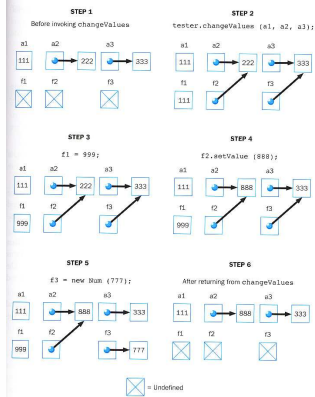 STEP 1
Before invoking changeValues
a1 a2 a3
111 222 333
f1 f2 f3
STEP 2
tester.changeValues (a1, a2, a3);
a1 a2 a3
111 222 333
f1 f2 f3
111
STEP 3
f1 = 999;
a1 a2 a3
111 222 333
f1 f2 f3
999
STEP 4
f2.setValue (888);
a1 a2 a3
111 888 333
f1 f2 f3
999
STEP 5
f3 = new Num (777);
a1 a2 a3
111 888 333
f1 f2 f3
999 777
STEP 6
After returning from changeValues
a1 a2 a3
111 888 333
f1 f2 f3
= Undefined